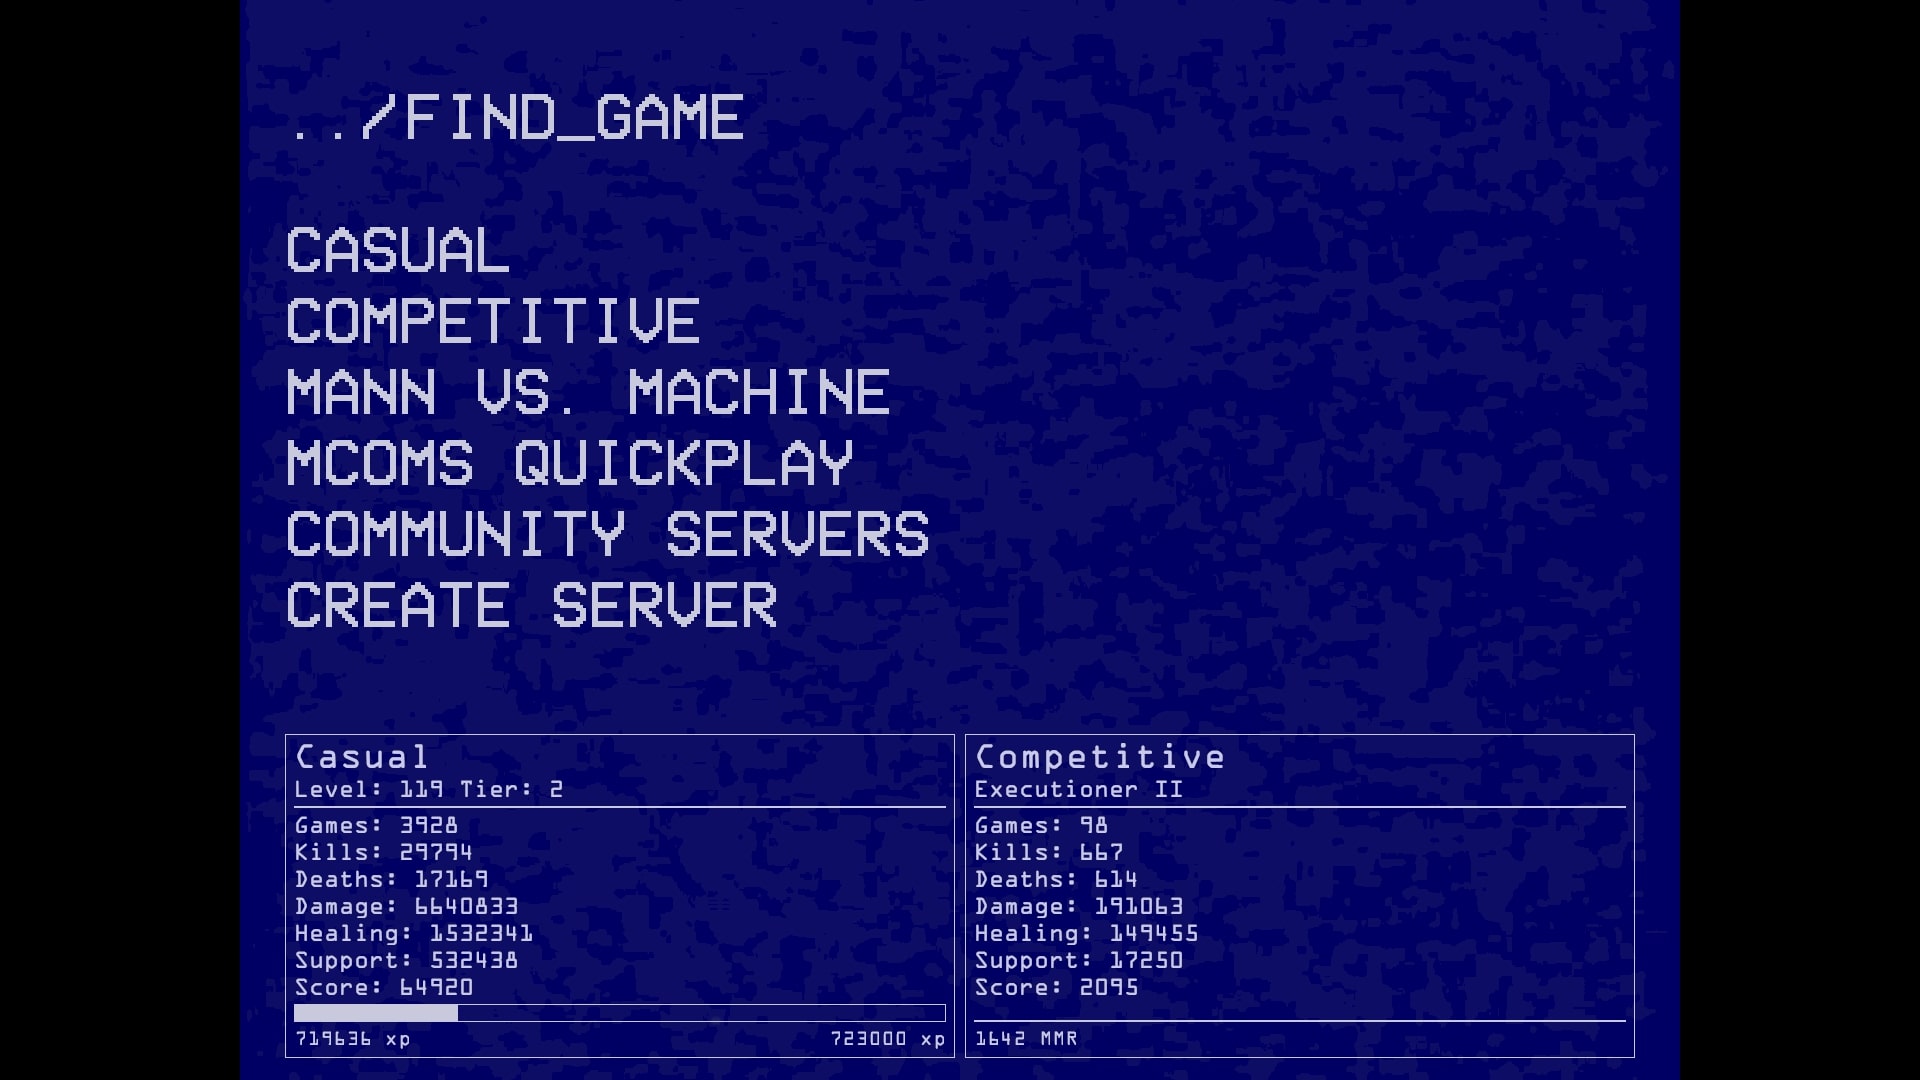 ../FIND_GAME
CASUAL
COMPETITIVE
MANN VS. MACHINE
MCOMS QUICKPLAY
COMMUNITY SERVERS
CREATE SERVER
Casual
Level: 119 Tier: 2
Games: 3928
Kills: 29794
Deaths: 17169
Damage: 6640833
Healing: 1532341
Support: 532438
Score: 64920
719636 xp
723000 xp
Competitive
Executioner II
Games: 98
Kills: 667
Deaths: 614
Damage: 191063
Healing: 149455
Support: 17250
Score: 2095
1642 MMR